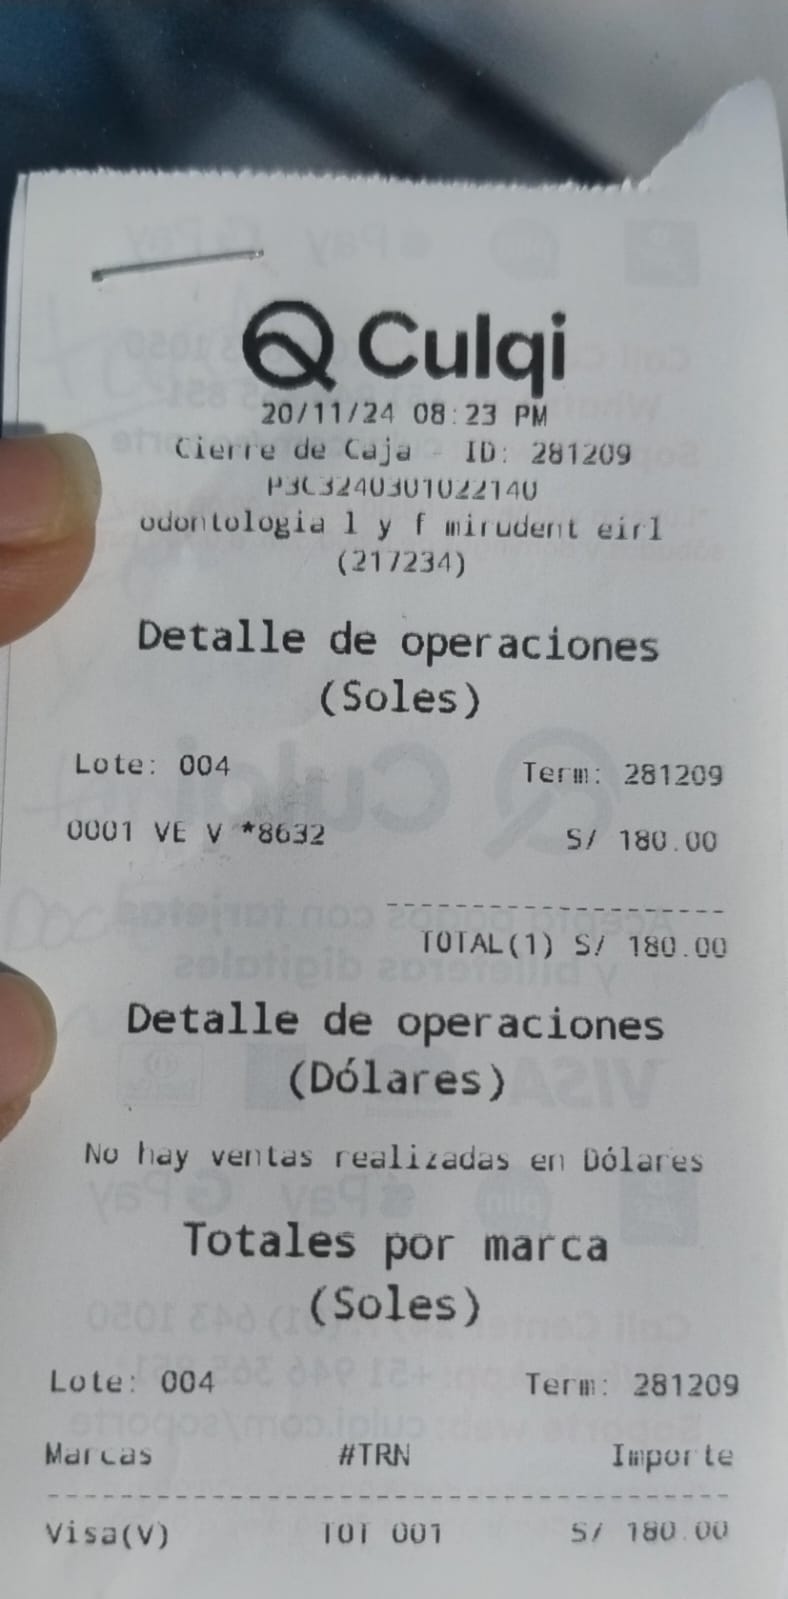 Culqi
20/11/24 08:23 PM
Cierre de Caja - ID: 281209
P3C3240301022140
odontologia l y f mirudent eirl
(217234)
Detalle de operaciones
(Soles)
Lote: 004 Term: 281209
0001 VE V *8632 S/ 180.00
TOTAL(1) S/ 180.00
Detalle de operaciones
(Dólares)
No hay ventas realizadas en Dólares
Totales por marca
(Soles)
Lote: 004 Term: 281209
Marcas #TRN Importe
Visa(V) TOT 001 S/ 180.00